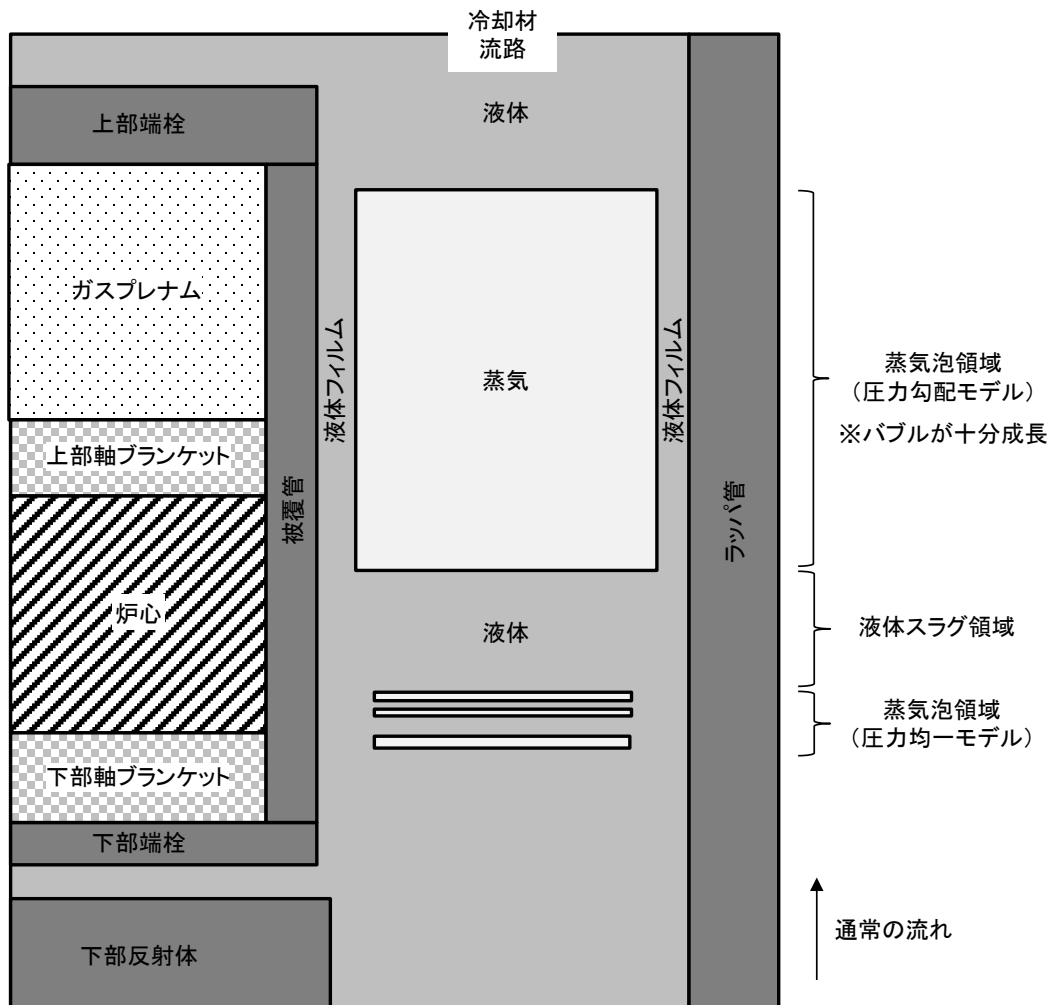 冷却材
流路
液体
上部端栓
ガスプレナム
上部軸ブランケット
炉心
下部軸ブランケット
下部端栓
下部反射体
被覆管
液体フィルム
蒸気
液体フィルム
液体
ラッパ管
蒸気泡領域
（圧力勾配モデル）
※バブルが十分成長
液体スラグ領域
蒸気泡領域
（圧力均一モデル）
通常の流れ